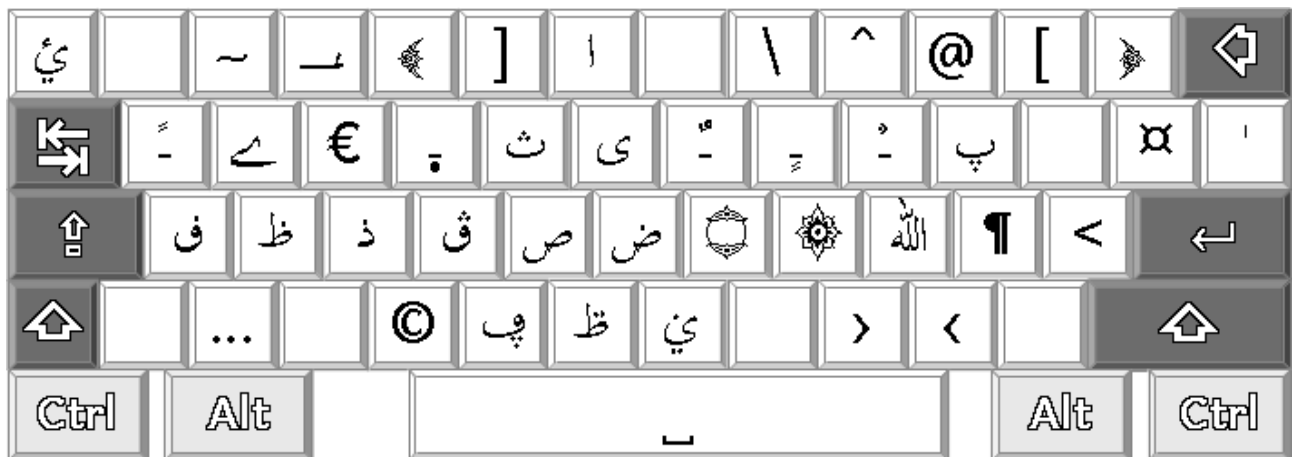 ئ ~ ـ ﴾ ] ا \ ^ @ [ ﴿
ے € ث ى پ ¤
ف ظ ذ ڨ ص ض ۝ ۞ ﷲ ¶ <
… © ڥ ࢼ ›‹
Ctrl Alt Alt Ctrl